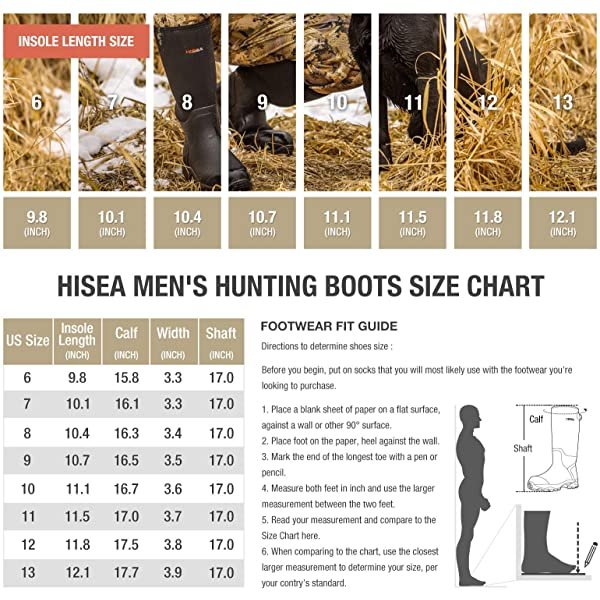 INSOLE LENGTH SIZE
6 7 8 9 10 11 12 13
HISEA
9.8 10.1 10.4 10.7 11.1 11.5 11.8 12.1
(INCH) (INCH) (INCH) (INCH) (INCH) (INCH) (INCH) (INCH)
HISEA MEN'S HUNTING BOOTS SIZE CHART
US Size Insole Length (INCH) Calf (INCH) Width (INCH) Shaft (INCH)
6 9.8 15.8 3.3 17.0
7 10.1 16.1 3.3 17.0
8 10.4 16.3 3.4 17.0
9 10.7 16.5 3.5 17.0
10 11.1 16.7 3.6 17.0
11 11.5 17.0 3.7 17.0
12 11.8 17.5 3.8 17.0
13 12.1 17.7 3.9 17.0
FOOTWEAR FIT GUIDE
Directions to determine shoes size :
Before you begin, put on socks that you will most likely use with the footwear you're
looking to purchase.
1. Place a blank sheet of paper on a flat surface,
against a wall or other 90° surface.
2. Place foot on the paper, heel against the wall.
3. Mark the end of the longest toe with a pen or
pencil.
4. Measure both feet in inch and use the larger
measurement between the two feet.
5. Read your measurement and compare to the
Size Chart here.
6. When comparing to the chart, use the closest
larger measurement to determine your size, per
your contry's standard.
Calf
Shaft